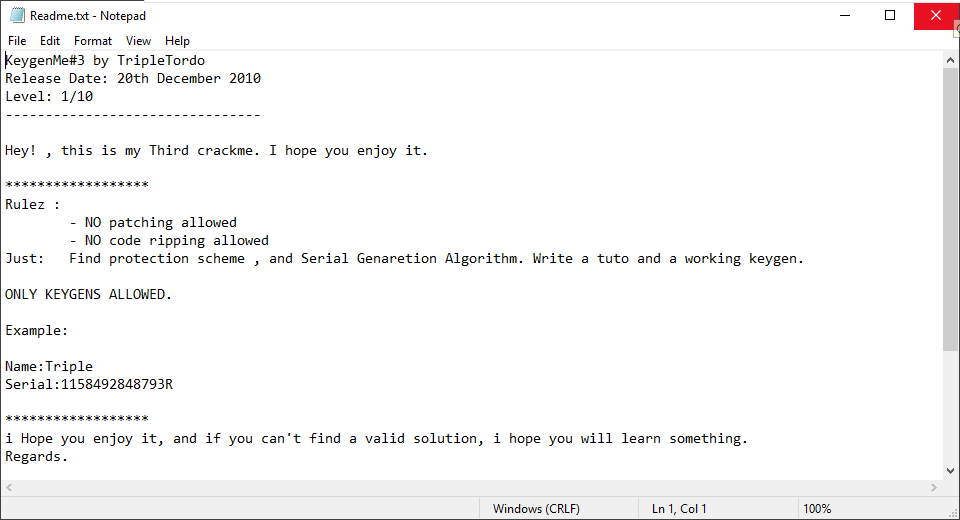 Readme.txt - Notepad
File Edit Format View Help
KeygenMe#3 by TripleTordo
Release Date: 20th December 2010
Level: 1/10
--------------------------------
Hey! , this is my Third crackme. I hope you enjoy it.
******************
Rulez :
- NO patching allowed
- NO code ripping allowed
Just: Find protection scheme , and Serial Genaretion Algorithm. Write a tuto and a working keygen.
ONLY KEYGENS ALLOWED.
Example:
Name:Triple
Serial:1158492848793R
******************
i Hope you enjoy it, and if you can't find a valid solution, i hope you will learn something.
Regards.
Windows (CRLF) Ln 1, Col 1 100%